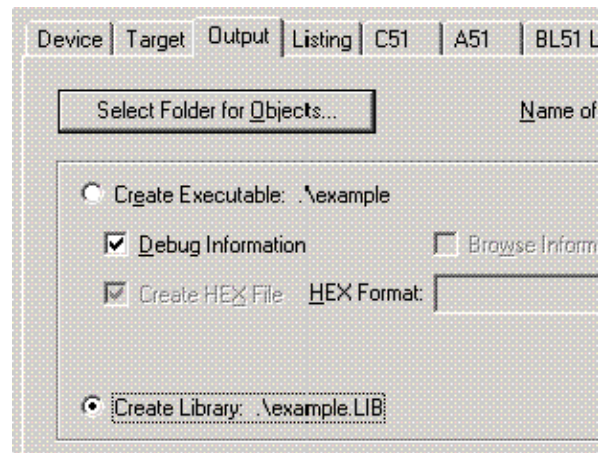 Device Target Output Listing C51 A51 BL51 L
Select Folder for Objects... Name of
Create Executable: .\example
Debug Information Browse Inform
Create HEX File HEX Format:
Create Library: .\example.LIB